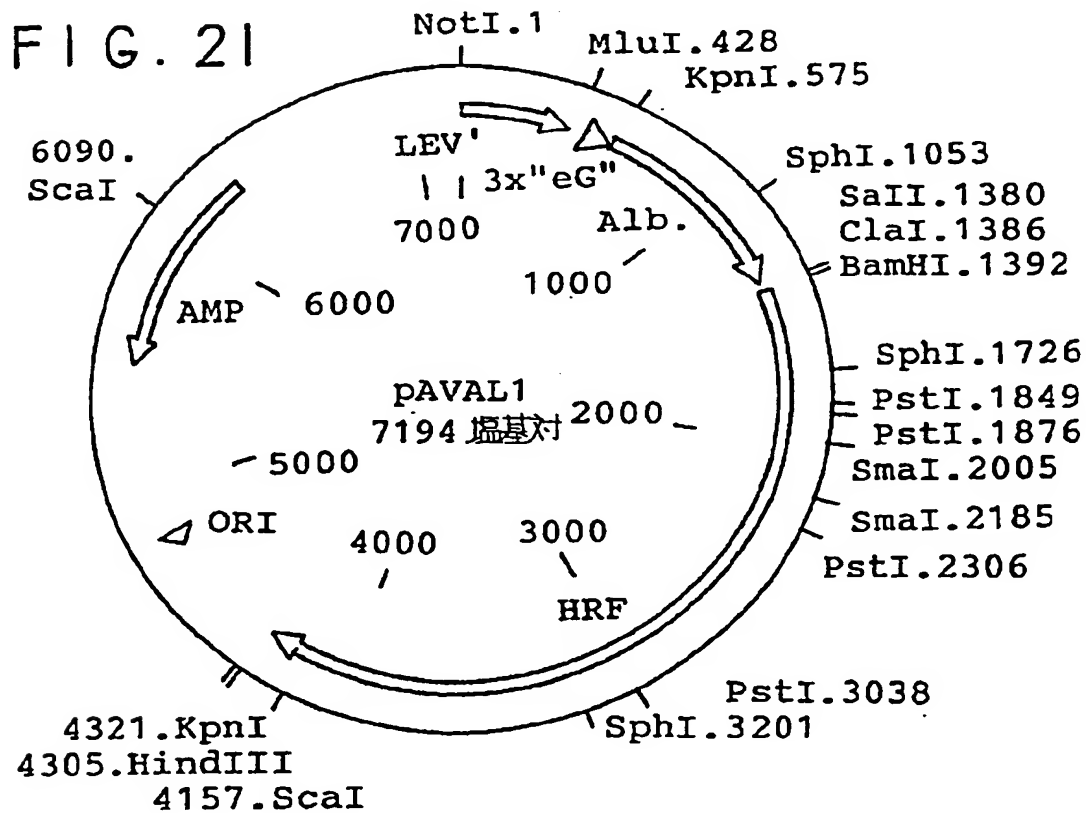 FIG. 21
NotI.1
MluI.428
KpnI.575
6090.
ScaI
LEV'
3x"eG"
SphI.1053
SaII.1380
ClaI.1386
BamHI.1392
7000
Alb.
1000
AMP
6000
SphI.1726
PstI.1849
PstI.1876
SmaI.2005
pAVAL1
7194 塩基対
2000
5000
SmaI.2185
PstI.2306
ORI
4000
3000
HRF
PstI.3038
SphI.3201
4321.KpnI
4305.HindIII
4157.ScaI